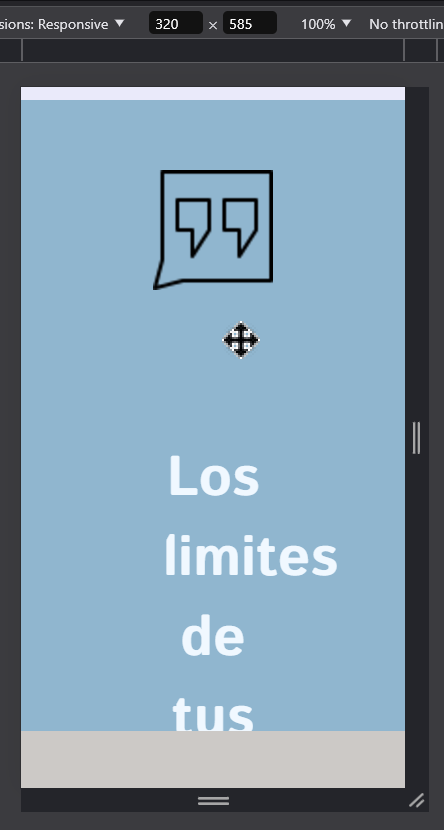 sions: Responsive ▼ 320 × 585 100% ▼ No throttlin
Los
limites
de
tus